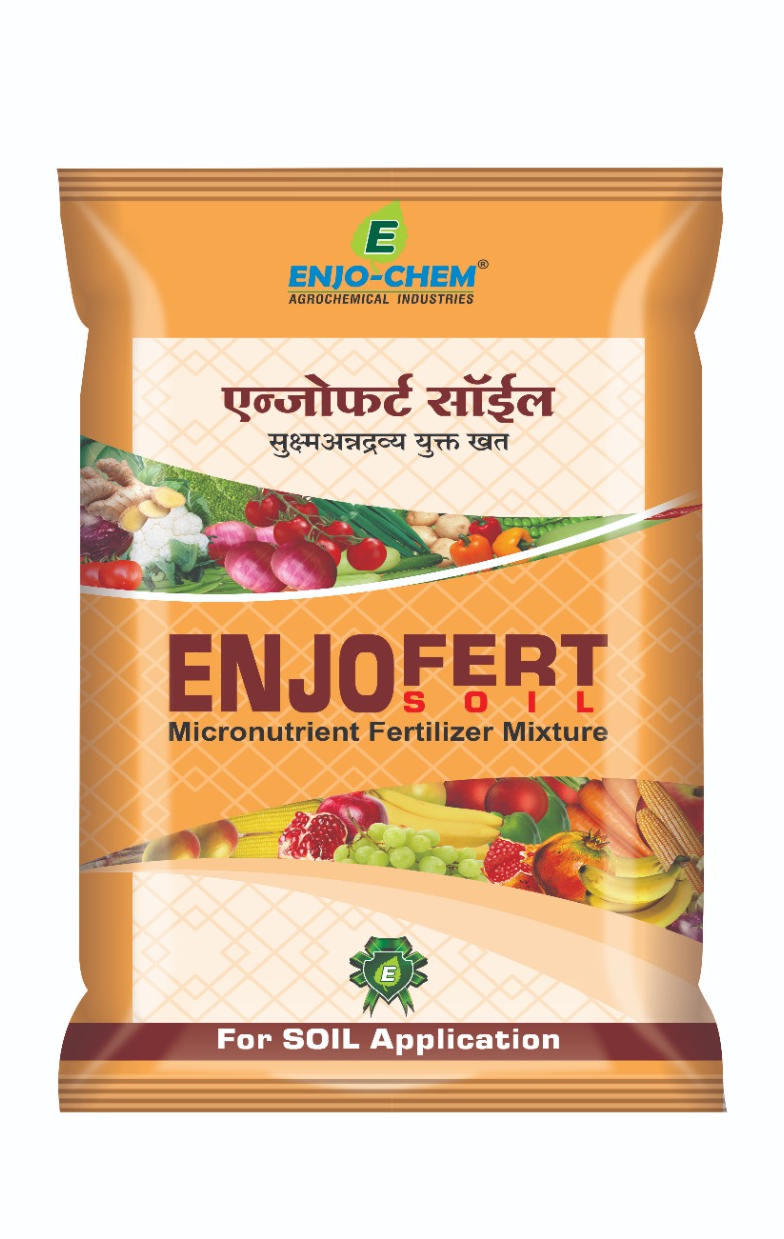 E
ENJO-CHEM®
AGROCHEMICAL INDUSTRIES
एन्जोफर्ट सॉईल
सुक्ष्मअन्नद्रव्य युक्त खत
ENJOFERT
SOIL
Micronutrient Fertilizer Mixture
E
For SOIL Application